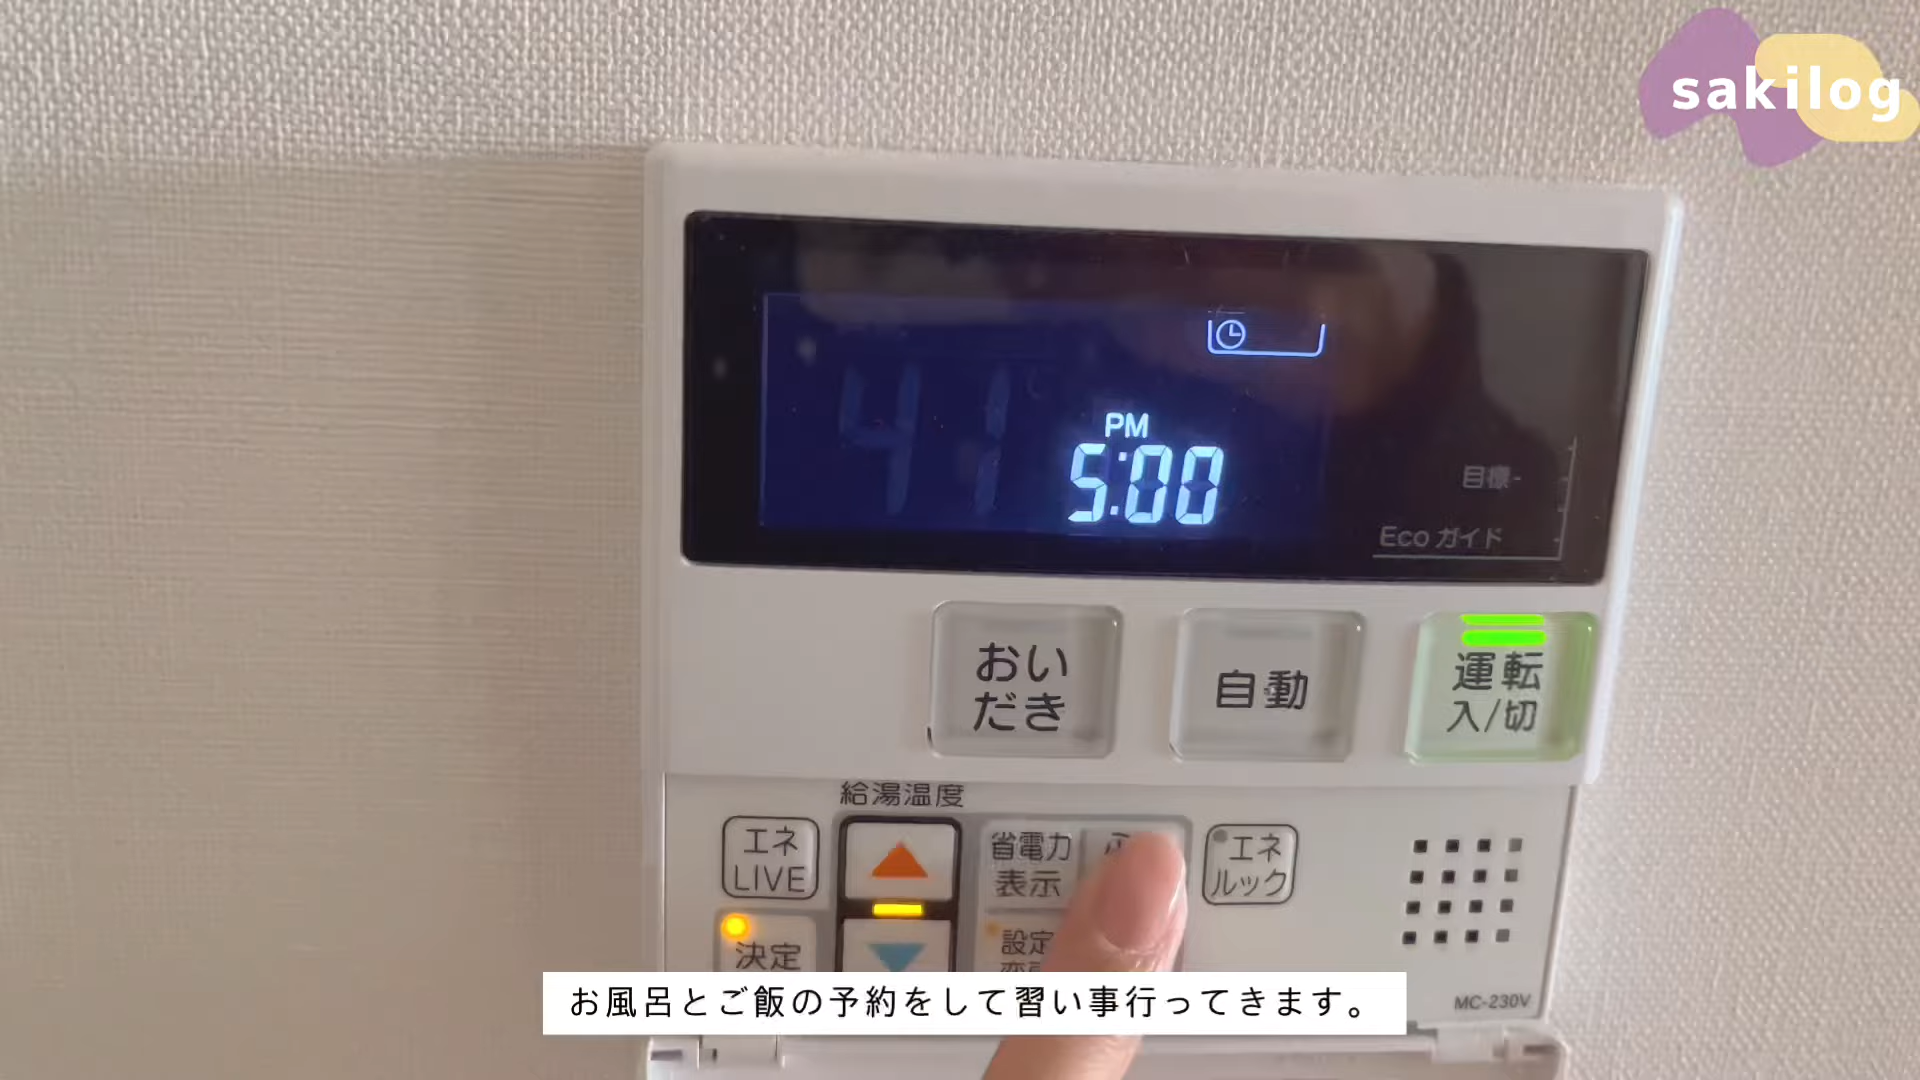 sakilog
41
PM
5:00
目標-
Eco ガイド
おい
だき
自動
運転
入/切
給湯温度
エネ
LIVE
省電力
表示
エネ
ルック
決定
設定
お風呂とご飯の予約をして習い事行ってきます。
MC-230V